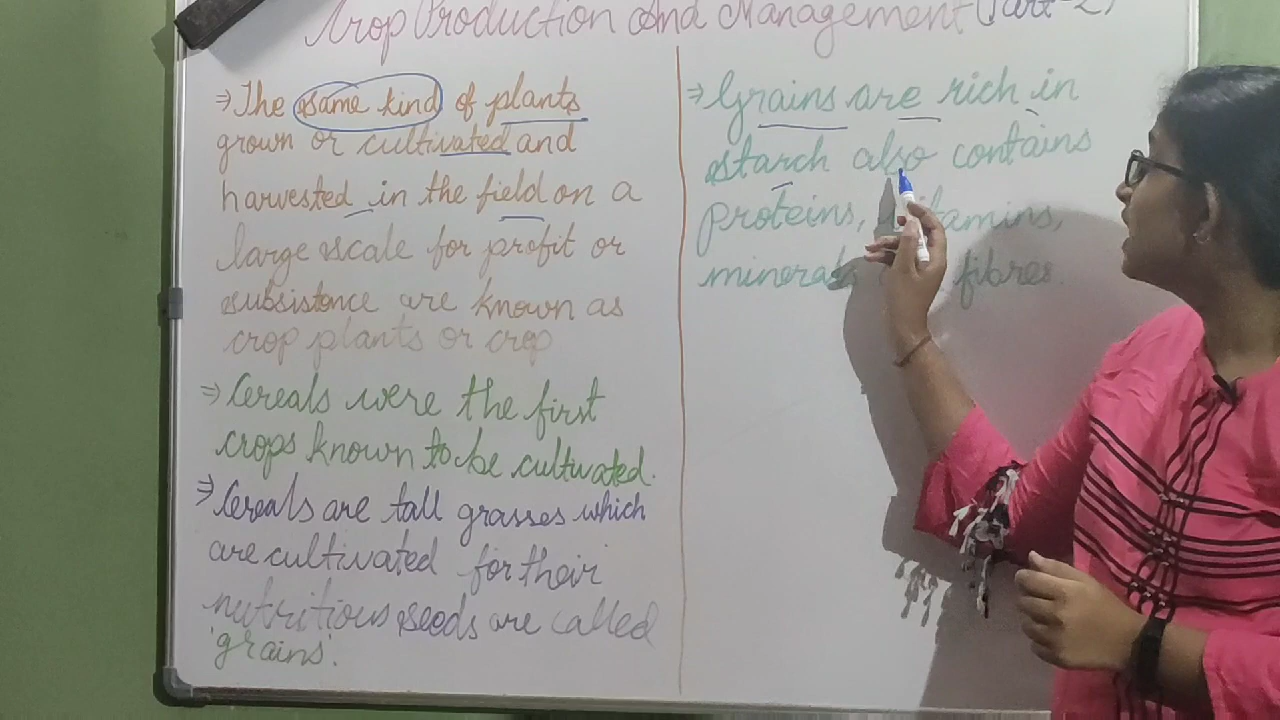 Crop Production And Management (Part-2)
⇒ The same kind of plants
grown or cultivated and
harvested in the field on a
large scale for profit or
subsistance are known as
crop plants or crop
⇒ Cereals were the first
crops known to be cultivated.
⇒ Cereals are tall grasses which
are cultivated for their
nutritious seeds are called
'grains'.
⇒ Grains are rich in
starch also contains
proteins, vitamins,
minerals fibres.